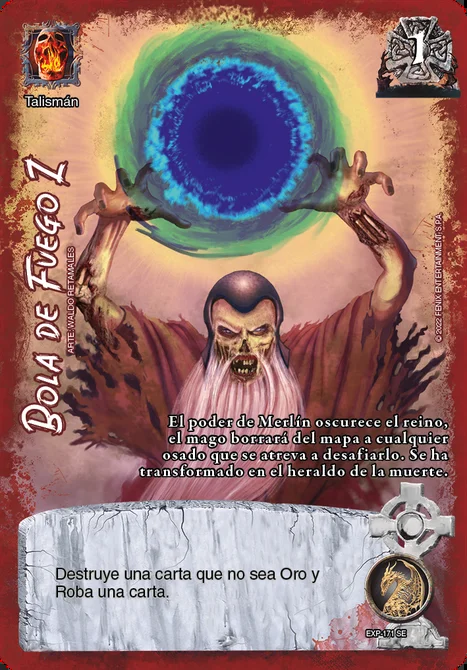 1
Talismán
BOLA DE FUEGO Z
ARTE: WALDO RETAMALES
© 2022 FENIX ENTERTAINMENT S.P.A.
El poder de Merlín oscurece el reino,
el mago borrará del mapa a cualquier
osado que se atreva a desafiarlo. Se ha
transformado en el heraldo de la muerte.
Destruye una carta que no sea Oro y
Roba una carta.
EXP-171 SE